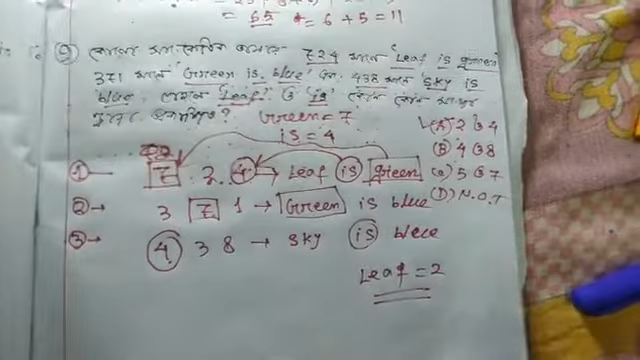 = 65 = 6 + 5 = 11
9 কোনো সাংকেতিক ভাষায় 724 মানে 'Leaf is green'
371 মানে 'Green is blue' এবং 438 মানে 'Sky is
blue' 'Leaf' ও 'is' কোন কোন
Green = 7
is = 4
(A) 2 ও 4
(B) 4 ও 8
(C) 5 ও 7
(D) N.O.T
1 7 2 4 → Leaf is green
2 → 3 7 1 → Green is blue
3 → 4 3 8 → Sky is blue
Leaf = 2